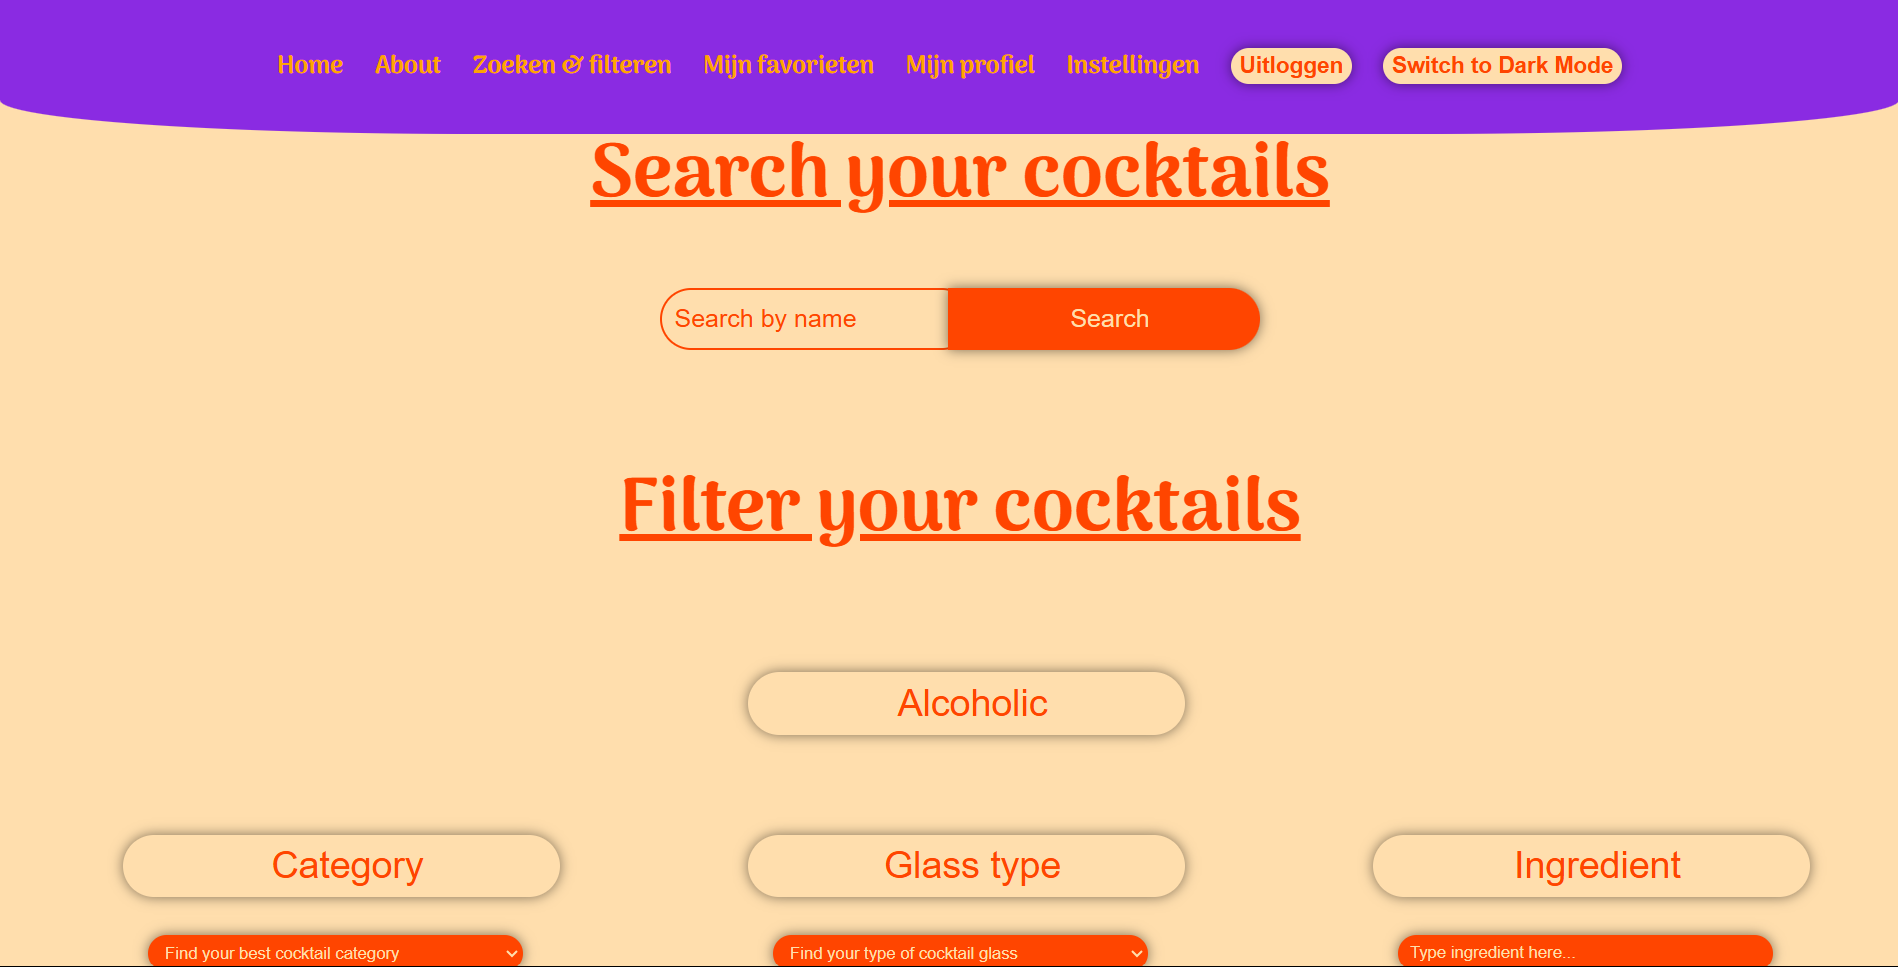 Home About Zoeken & filteren Mijn favorieten Mijn profiel Instellingen Uitloggen Switch to Dark Mode
Search your cocktails
Search by name Search
Filter your cocktails
Alcoholic
Category Glass type Ingredient
Find your best cocktail category Find your type of cocktail glass Type ingredient here...